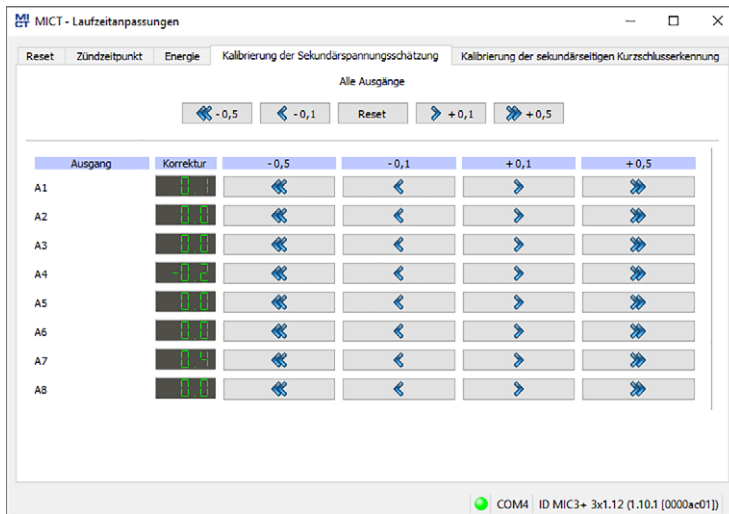 MICT MICT - Laufzeitanpassungen
Reset Zündzeitpunkt Energie Kalibrierung der Sekundärspannungsschätzung Kalibrierung der sekundärseitigen Kurzschlusserkennung
Alle Ausgänge
- 0,5 - 0,1 Reset + 0,1 + 0,5
Ausgang Korrektur - 0,5 - 0,1 + 0,1 + 0,5
A1 0.1
A2 0.0
A3 0.0
A4 -0.2
A5 0.0
A6 0.0
A7 0.4
A8 0.0
COM4 ID MIC3+ 3x1.12 (1.10.1 [0000ac01])